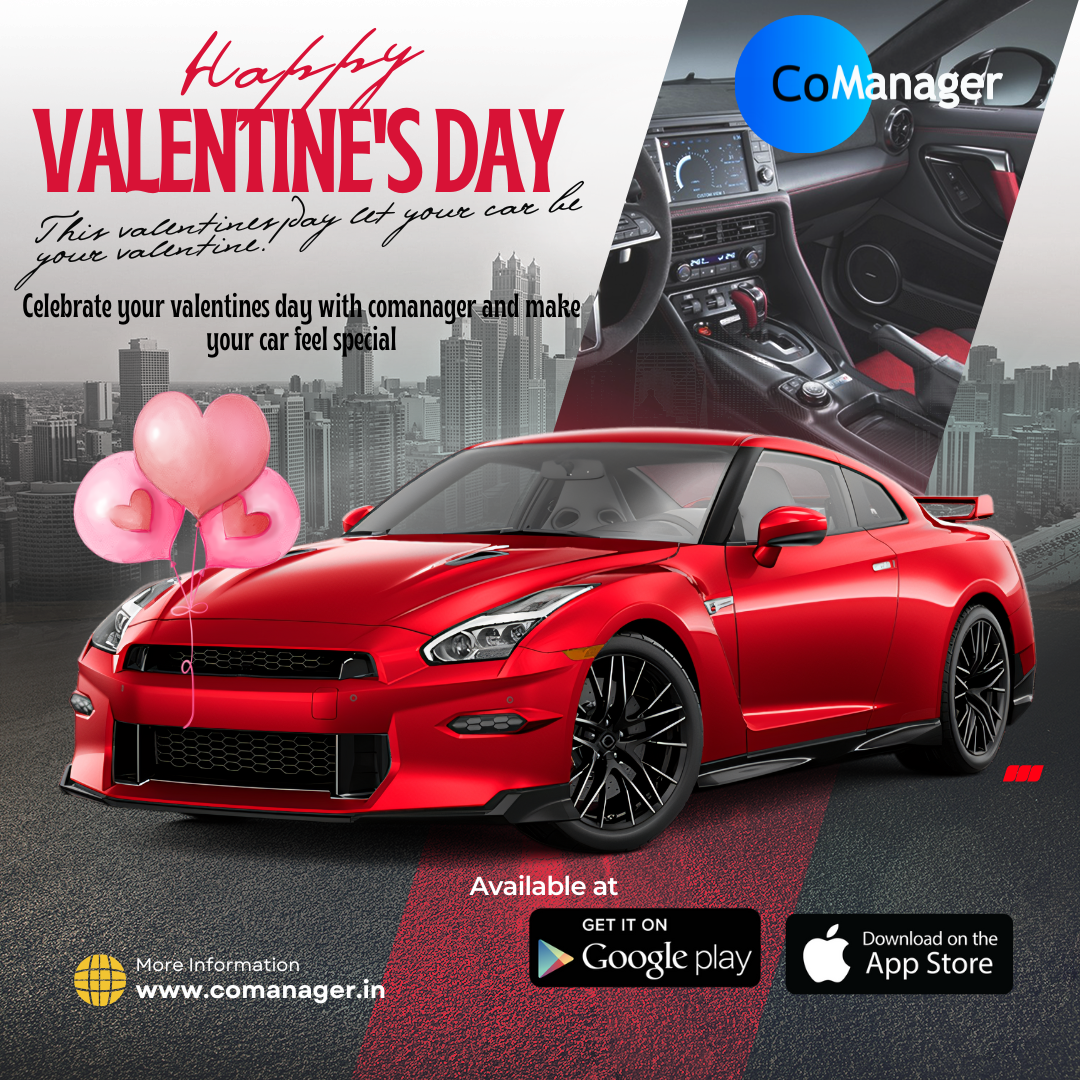 Happy
VALENTINE'S DAY
This valentines day let your car be
your valentine.
Celebrate your valentines day with comanager and make
your car feel special
CoManager
Available at
GET IT ON
Google play
Download on the
App Store
More Information
www.comanager.in